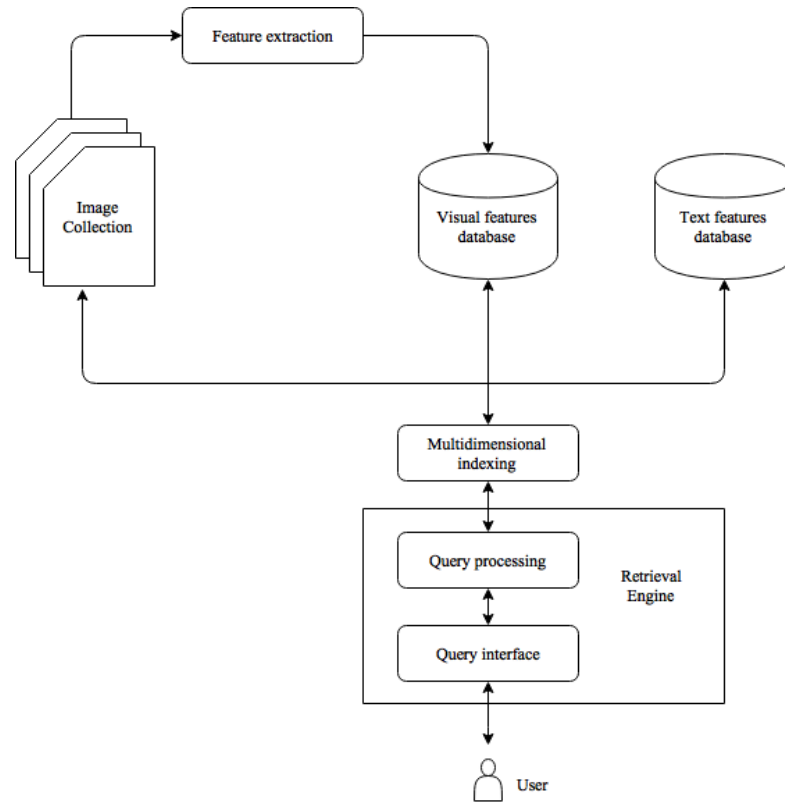 Feature extraction
Image
Collection
Visual features
database
Text features
database
Multidimensional
indexing
Query processing
Retrieval
Engine
Query interface
User